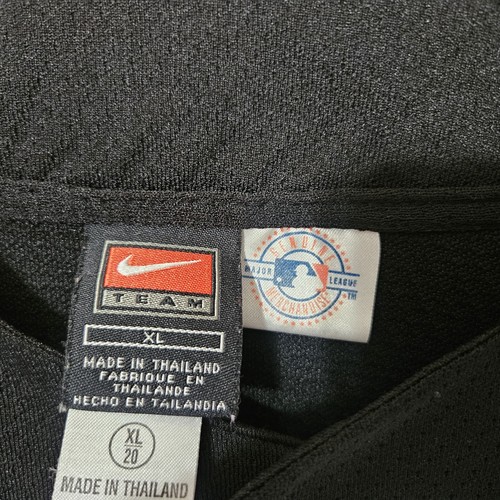 TEAM
XL
MADE IN THAILAND
FABRIQUE EN
THAILANDE
HECHO EN TAILANDIA
XL
20
MADE IN THAILAND
GENUINE
MAJOR LEAGUE
TM
MERCHANDISE